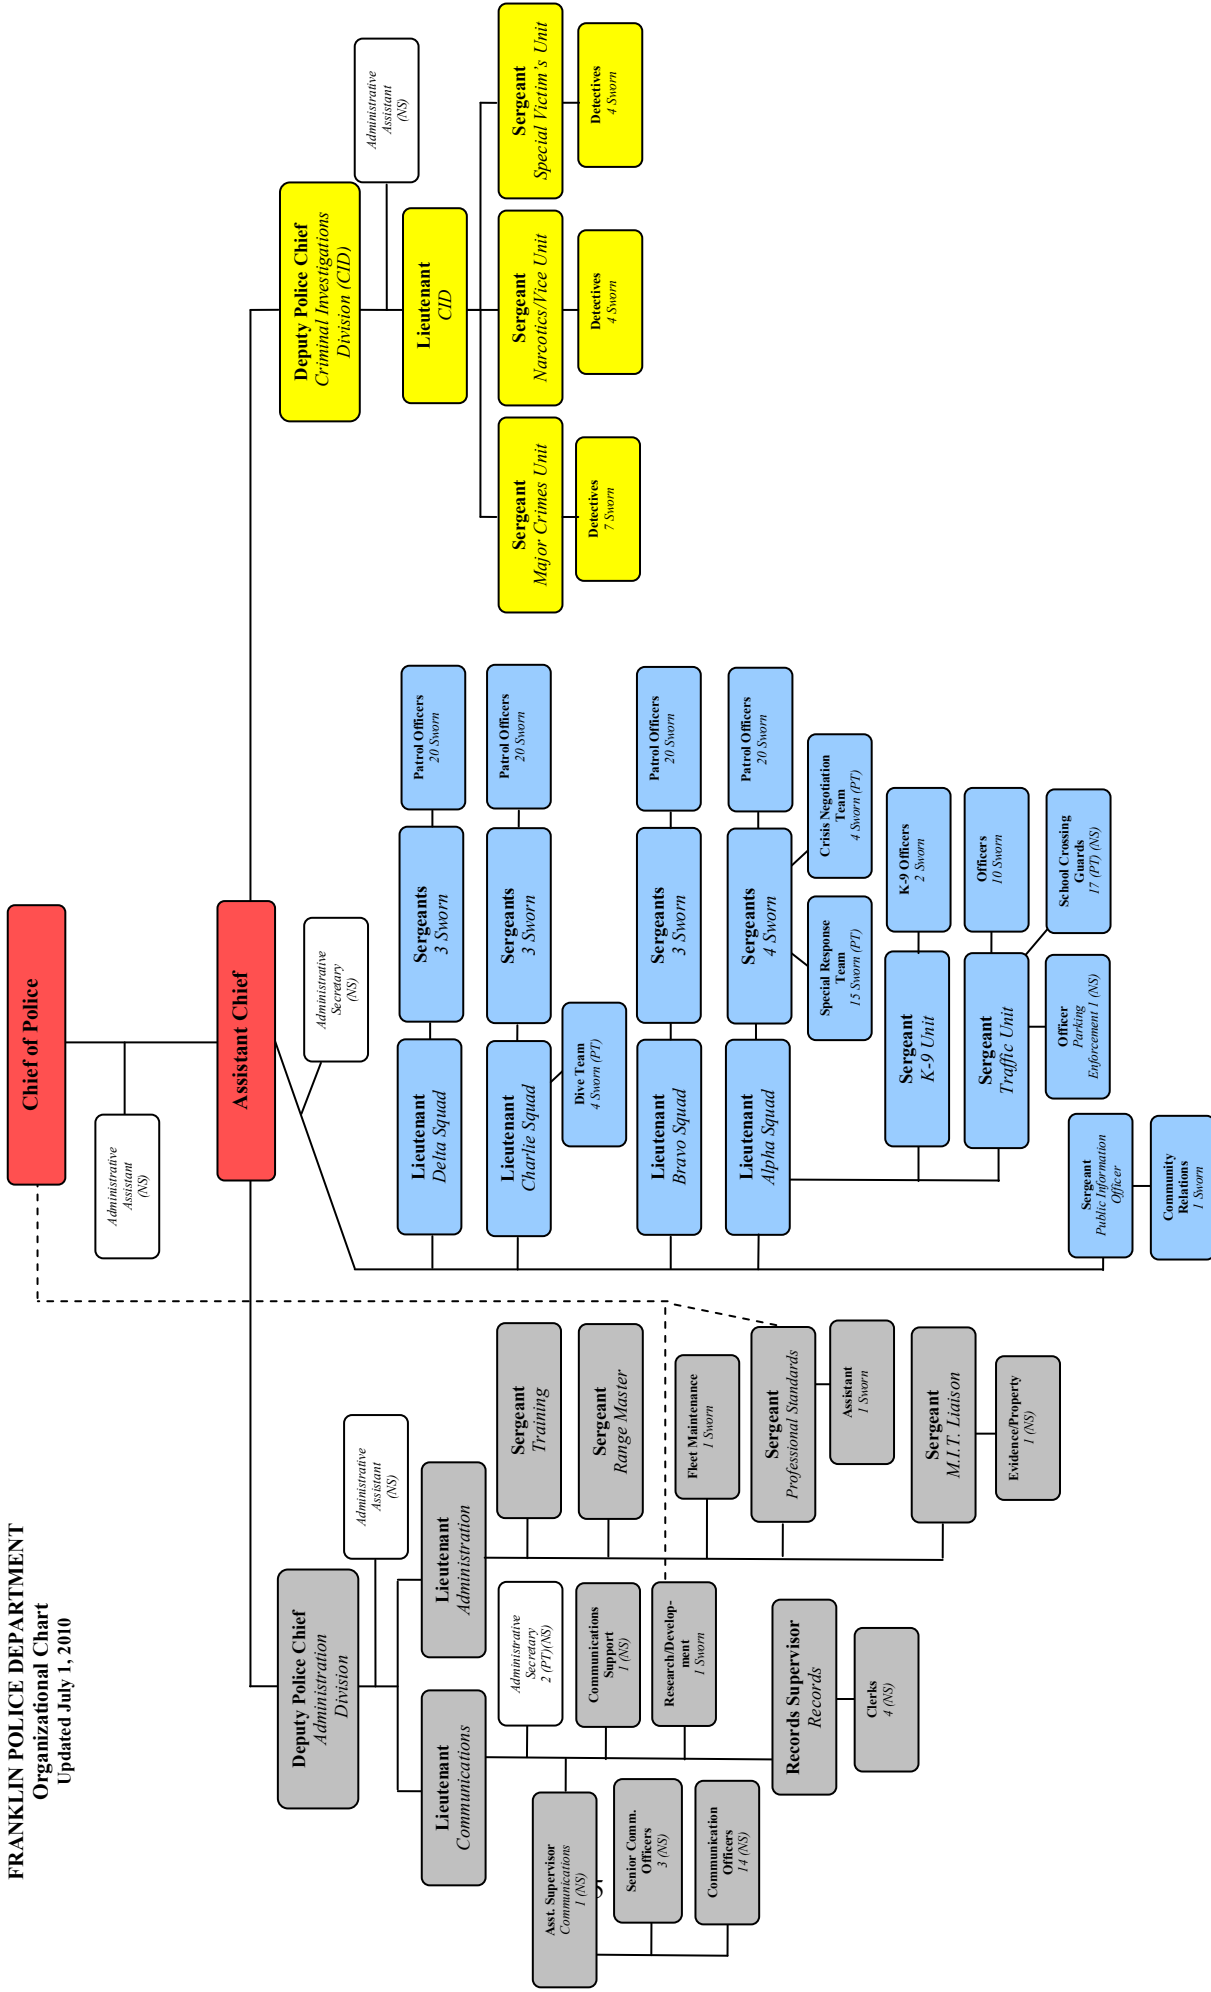 FRANKLIN POLICE DEPARTMENT
Organizational Chart
Updated July 1, 2010
Chief of Police
Administrative
Assistant
(NS)
Assistant Chief
Administrative
Secretary
(NS)
Deputy Police Chief
Administration
Division
Administrative
Assistant
(NS)
Lieutenant
Communications
Lieutenant
Administration
Administrative
Secretary
2 (PT)(NS)
Asst. Supervisor
Communications
1 (NS)
Communications
Support
1 (NS)
Senior Comm.
Officers
3 (NS)
Research/Develop-
ment
1 Sworn
Communication
Officers
14 (NS)
Records Supervisor
Records
Clerks
4 (NS)
Sergeant
Training
Sergeant
Range Master
Fleet Maintenance
1 Sworn
Sergeant
Professional Standards
Assistant
1 Sworn
Sergeant
M.I.T. Liaison
Evidence/Property
1 (NS)
Lieutenant
Delta Squad
Sergeants
3 Sworn
Patrol Officers
20 Sworn
Lieutenant
Charlie Squad
Sergeants
3 Sworn
Patrol Officers
20 Sworn
Dive Team
4 Sworn (PT)
Lieutenant
Bravo Squad
Sergeants
3 Sworn
Patrol Officers
20 Sworn
Lieutenant
Alpha Squad
Sergeants
4 Sworn
Patrol Officers
20 Sworn
Special Response
Team
15 Sworn (PT)
Crisis Negotiation
Team
4 Sworn (PT)
Sergeant
K-9 Unit
K-9 Officers
2 Sworn
Sergeant
Traffic Unit
Officers
10 Sworn
Officer
Parking
Enforcement 1 (NS)
School Crossing
Guards
17 (PT) (NS)
Sergeant
Public Information
Officer
Community
Relations
1 Sworn
Deputy Police Chief
Criminal Investigations
Division (CID)
Administrative
Assistant
(NS)
Lieutenant
CID
Sergeant
Major Crimes Unit
Sergeant
Narcotics/Vice Unit
Sergeant
Special Victim's Unit
Detectives
7 Sworn
Detectives
4 Sworn
Detectives
4 Sworn